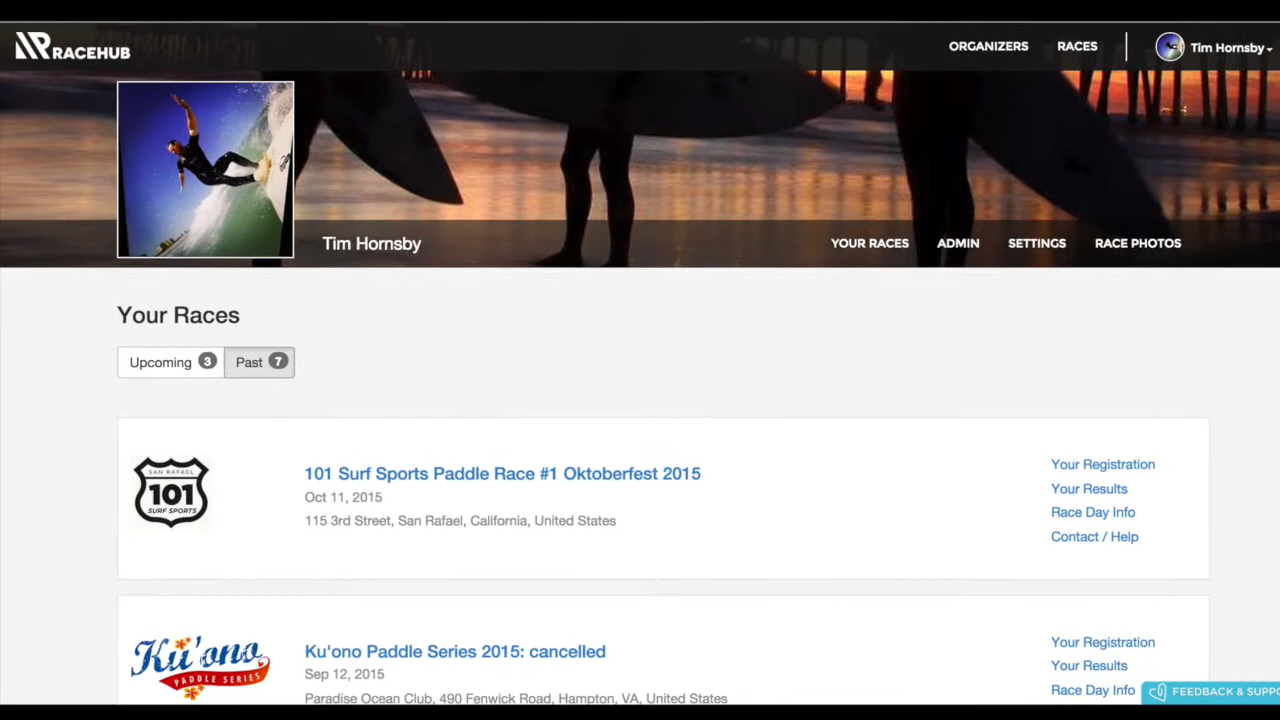 RACEHUB
ORGANIZERS RACES Tim Hornsby
Tim Hornsby
YOUR RACES ADMIN SETTINGS RACE PHOTOS
Your Races
Upcoming 3 Past 7
SAN RAFAEL
101
SURF SPORTS
101 Surf Sports Paddle Race #1 Oktoberfest 2015
Oct 11, 2015
115 3rd Street, San Rafael, California, United States
Your Registration
Your Results
Race Day Info
Contact / Help
Ku'ono
PADDLE SERIES
Ku'ono Paddle Series 2015: cancelled
Sep 12, 2015
Paradise Ocean Club, 490 Fenwick Road, Hampton, VA, United States
Your Registration
Your Results
Race Day Info
FEEDBACK & SUPPO